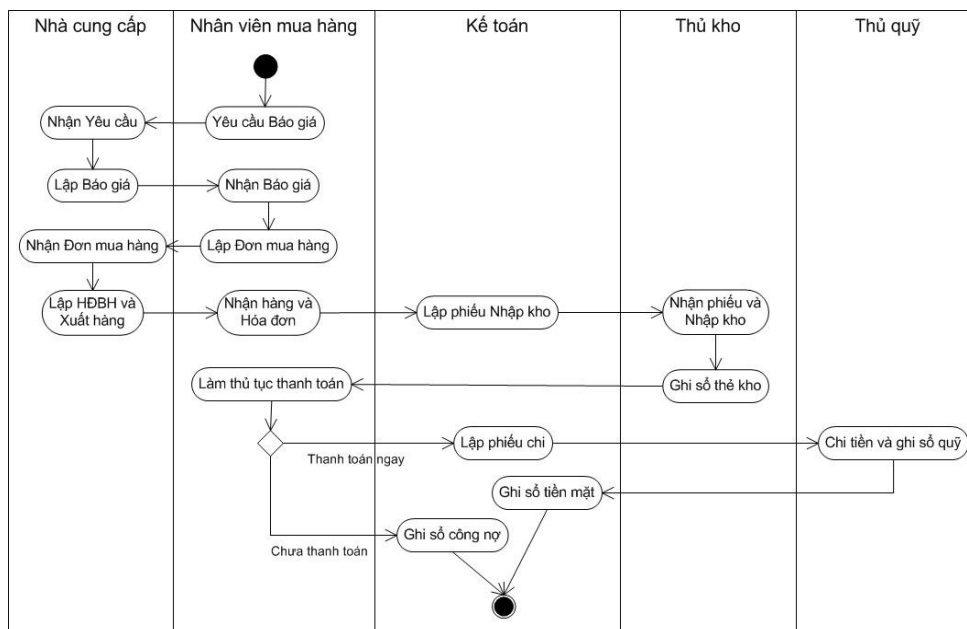 Nhà cung cấp
Nhân viên mua hàng
Kế toán
Thủ kho
Thủ quỹ
Yêu cầu Báo giá
Nhận Yêu cầu
Lập Báo giá
Nhận Báo giá
Lập Đơn mua hàng
Nhận Đơn mua hàng
Lập HĐBH và
Xuất hàng
Nhận hàng và
Hóa đơn
Lập phiếu Nhập kho
Nhận phiếu và
Nhập kho
Ghi sổ thẻ kho
Làm thủ tục thanh toán
Thanh toán ngay
Lập phiếu chi
Chi tiền và ghi sổ quỹ
Ghi sổ tiền mặt
Chưa thanh toán
Ghi sổ công nợ